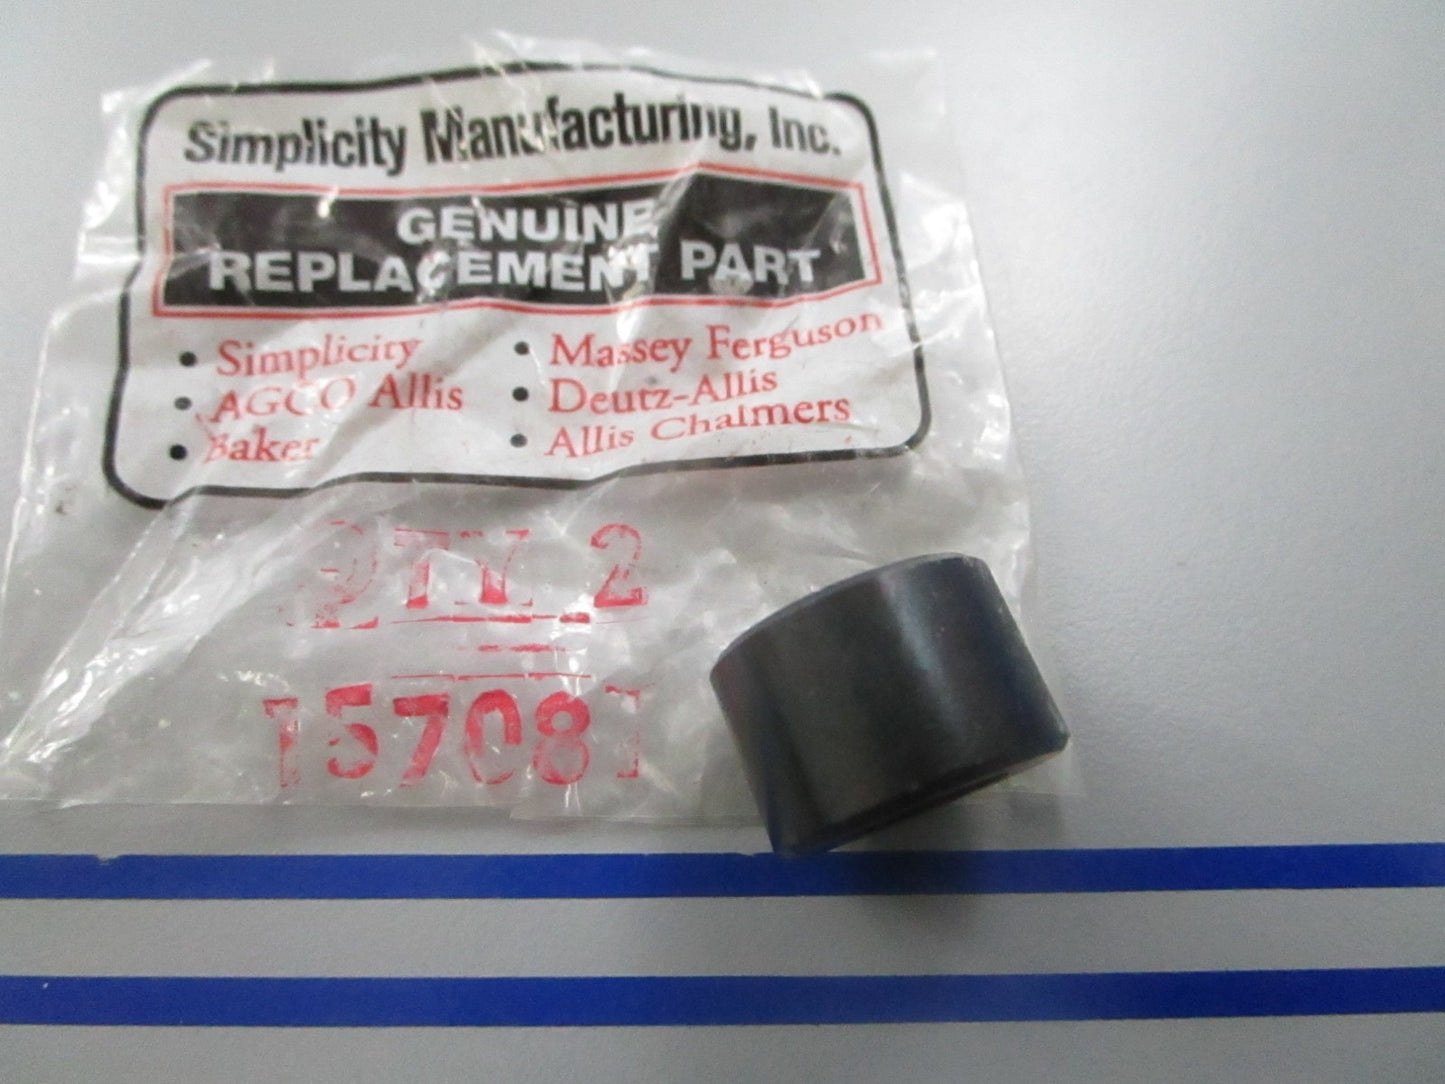 Simplicity Manufacturing, Inc.
GENUINE
REPLACEMENT PART
• Simplicity
• AGCO Allis
• Baker
• Massey Ferguson
• Deutz-Allis
• Allis Chalmers
QTY 2
157081